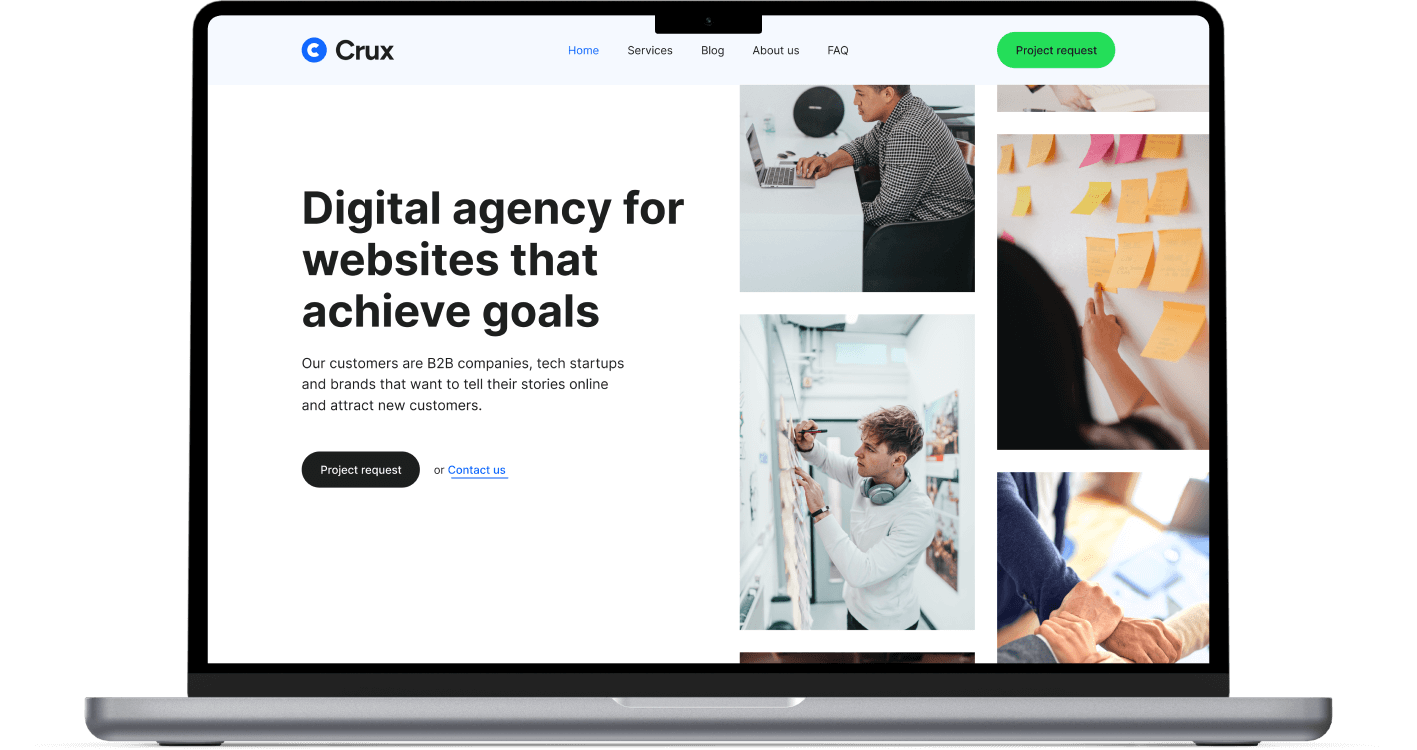 Crux
Home Services Blog About us FAQ
Project request
Digital agency for
websites that
achieve goals
Our customers are B2B companies, tech startups
and brands that want to tell their stories online
and attract new customers.
Project request or Contact us